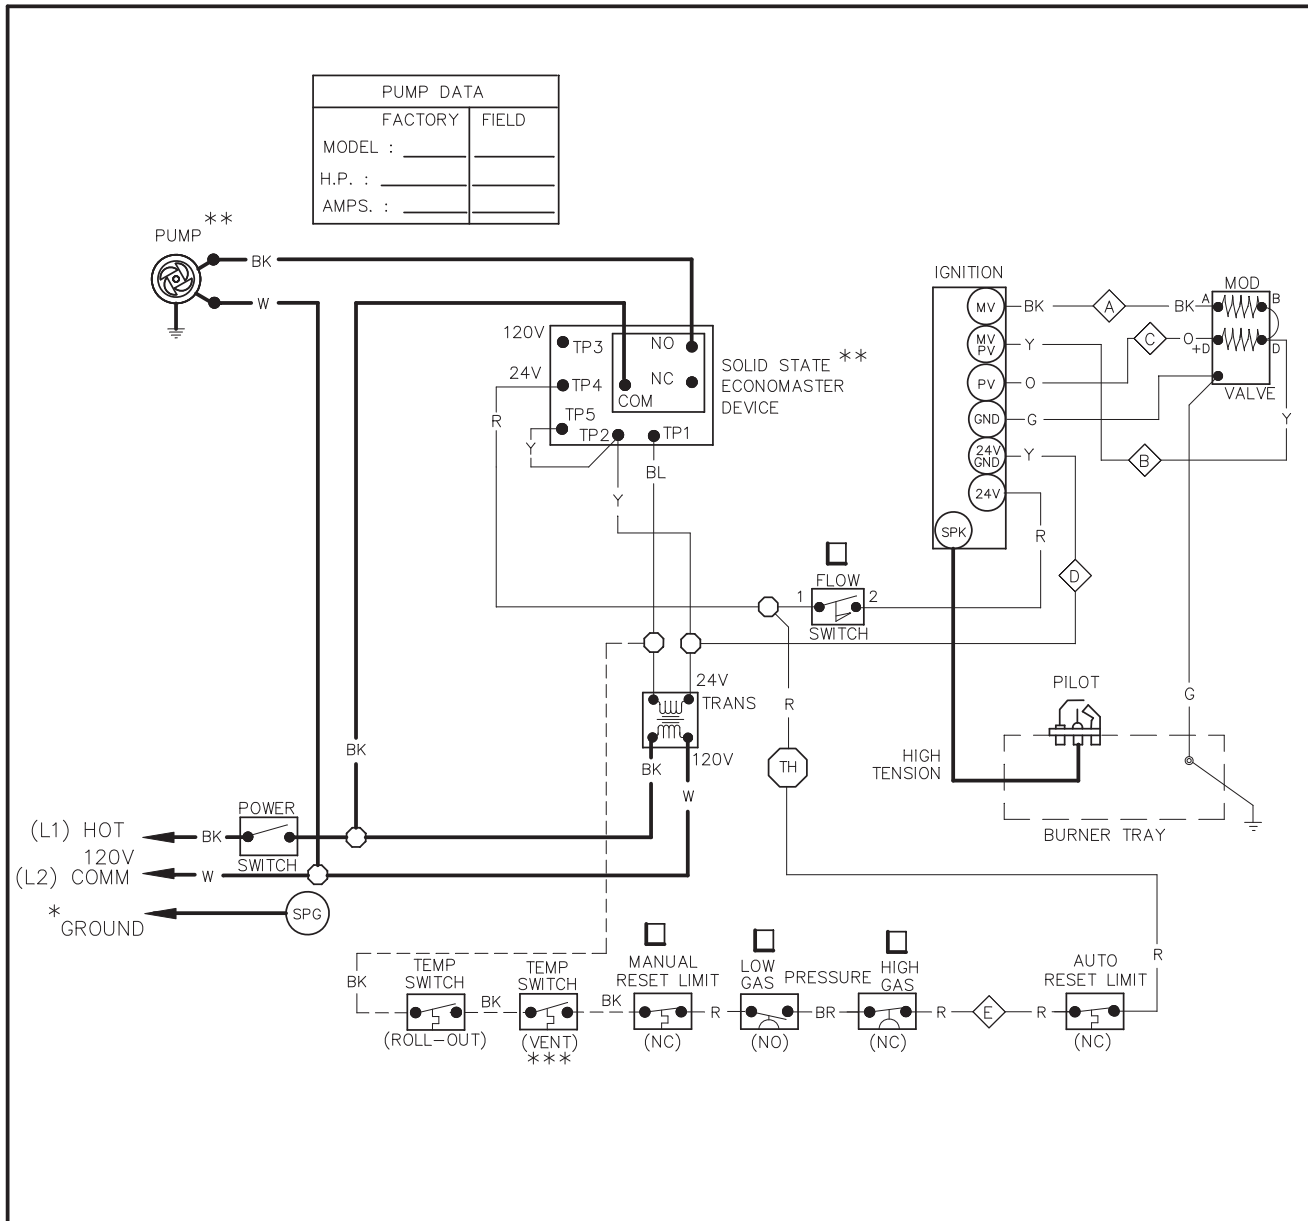 PUMP DATA
FACTORY FIELD
MODEL :
H.P. :
AMPS. :
PUMP **
BK
W
120V
TP3
NO
24V
TP4
NC
COM
TP5
TP2
TP1
SOLID STATE **
ECONOMASTER
DEVICE
R
Y
BL
Y
IGNITION
MV
BK
A
BK
MV
PV
Y
C
O
PV
O
GND
G
24V
GND
Y
B
24V
R
SPK
D
MOD
A
B
+D
D
VALVE
Y
G
1
FLOW
2
SWITCH
24V
TRANS
120V
BK
W
R
TH
PILOT
HIGH
TENSION
BURNER TRAY
BK
POWER
(L1) HOT
BK
SWITCH
120V
(L2) COMM
W
*
GROUND
SPG
BK
TEMP
SWITCH
(ROLL-OUT)
BK
TEMP
SWITCH
(VENT)
***
BK
MANUAL
RESET LIMIT
(NC)
R
LOW
GAS
(NO)
PRESSURE
BR
HIGH
GAS
(NC)
R
E
R
AUTO
RESET LIMIT
(NC)
R